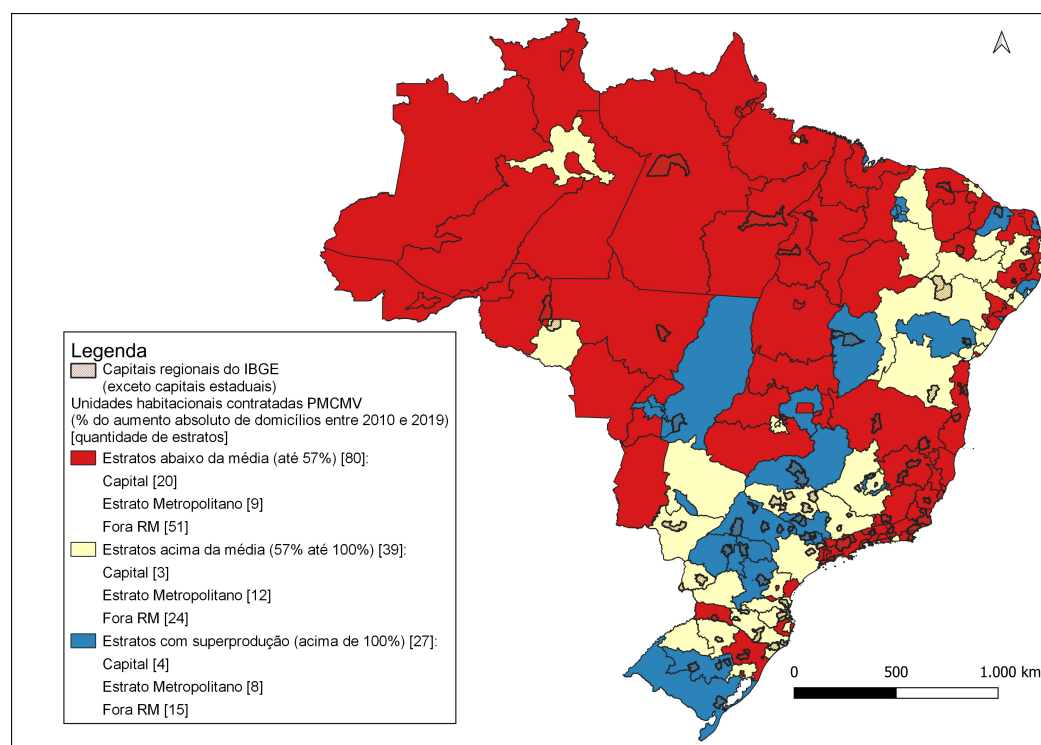 Legenda
Capitais regionais do IBGE
(exceto capitais estaduais)
Unidades habitacionais contratadas PMCMV
(% do aumento absoluto de domicílios entre 2010 e 2019)
[quantidade de estratos]
Estratos abaixo da média (até 57%) [80]:
Capital [20]
Estrato Metropolitano [9]
Fora RM [51]
Estratos acima da média (57% até 100%) [39]:
Capital [3]
Estrato Metropolitano [12]
Fora RM [24]
Estratos com superprodução (acima de 100%) [27]:
Capital [4]
Estrato Metropolitano [8]
Fora RM [15]
0 500 1.000 km